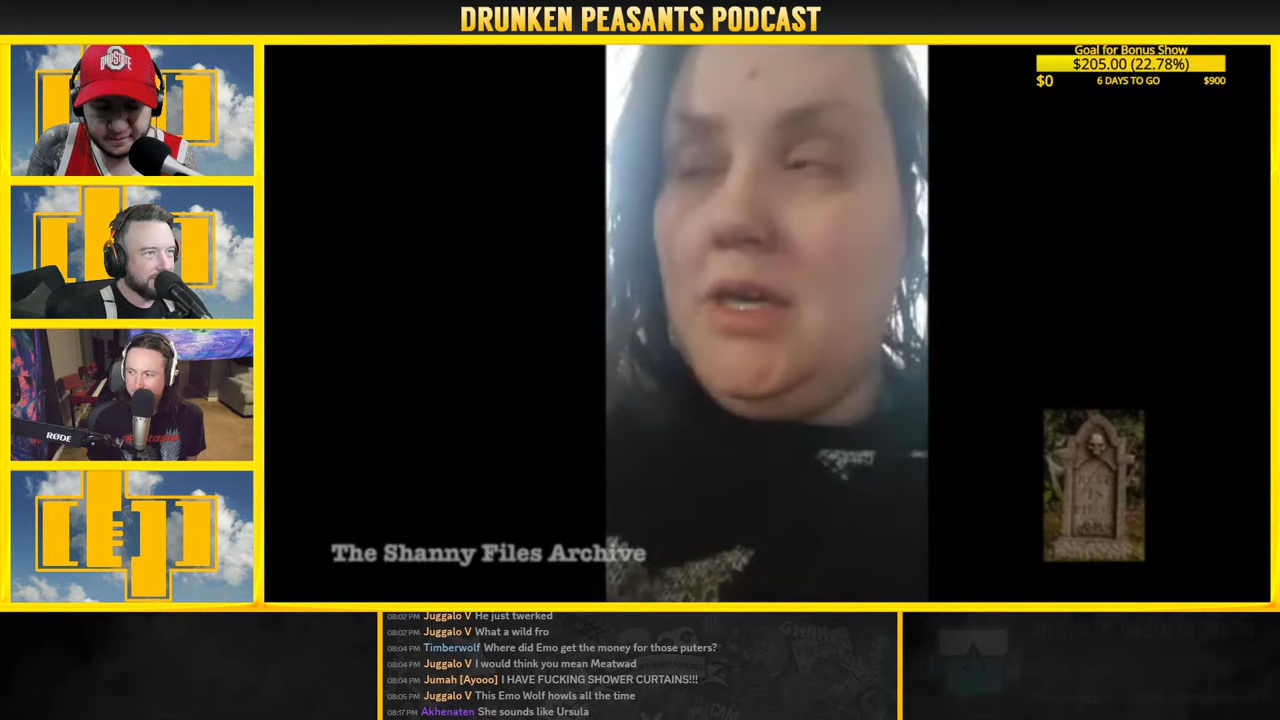 DRUNKEN PEASANTS PODCAST
Goal for Bonus Show
$205.00 (22.78%)
$0 6 DAYS TO GO $900
RØDE
REST
IN
The Shanny Files Archive
08:02 PM Juggalo V He just twerked
08:02 PM Juggalo V What a wild fro
08:04 PM Timberwolf Where did Emo get the money for those puters?
08:04 PM Juggalo V I would think you mean Meatwad
08:04 PM Jumah [Ayooo] I HAVE FUCKING SHOWER CURTAINS!!!
08:05 PM Juggalo V This Emo Wolf howls all the time
08:17 PM Akhenaten She sounds like Ursula